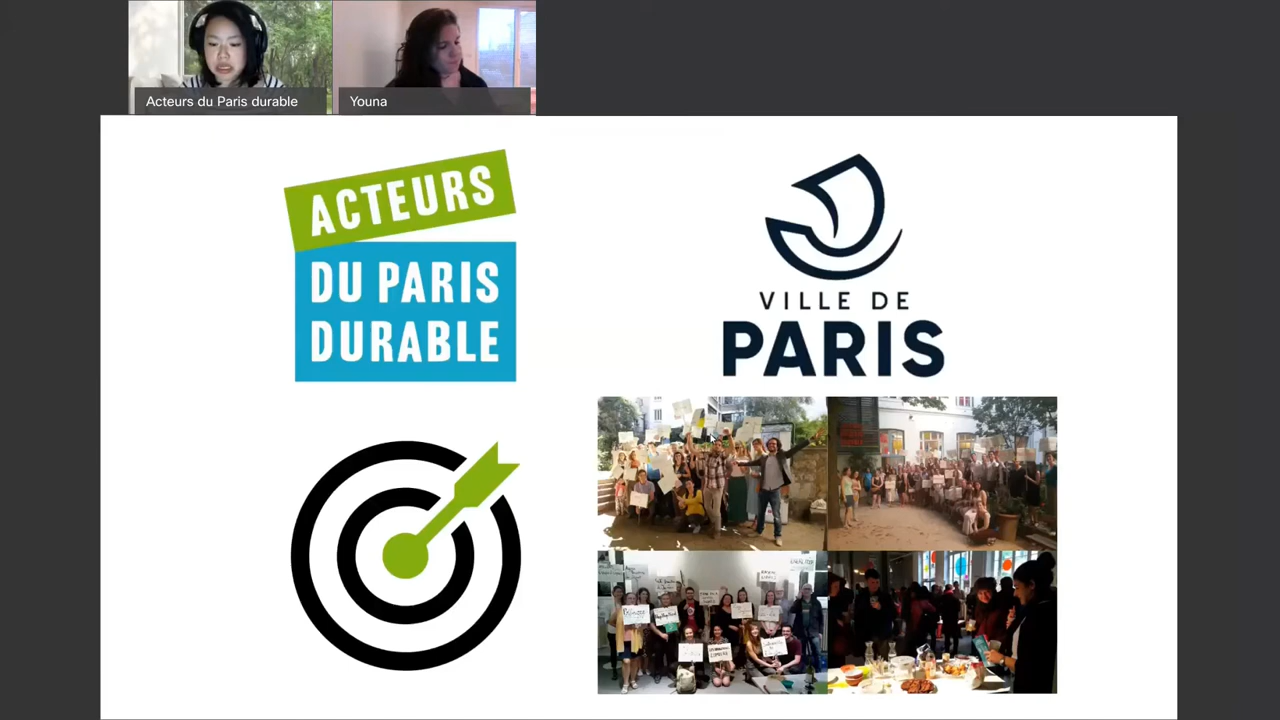 Acteurs du Paris durable
Youna
ACTEURS
DU PARIS
DURABLE
VILLE DE
PARIS